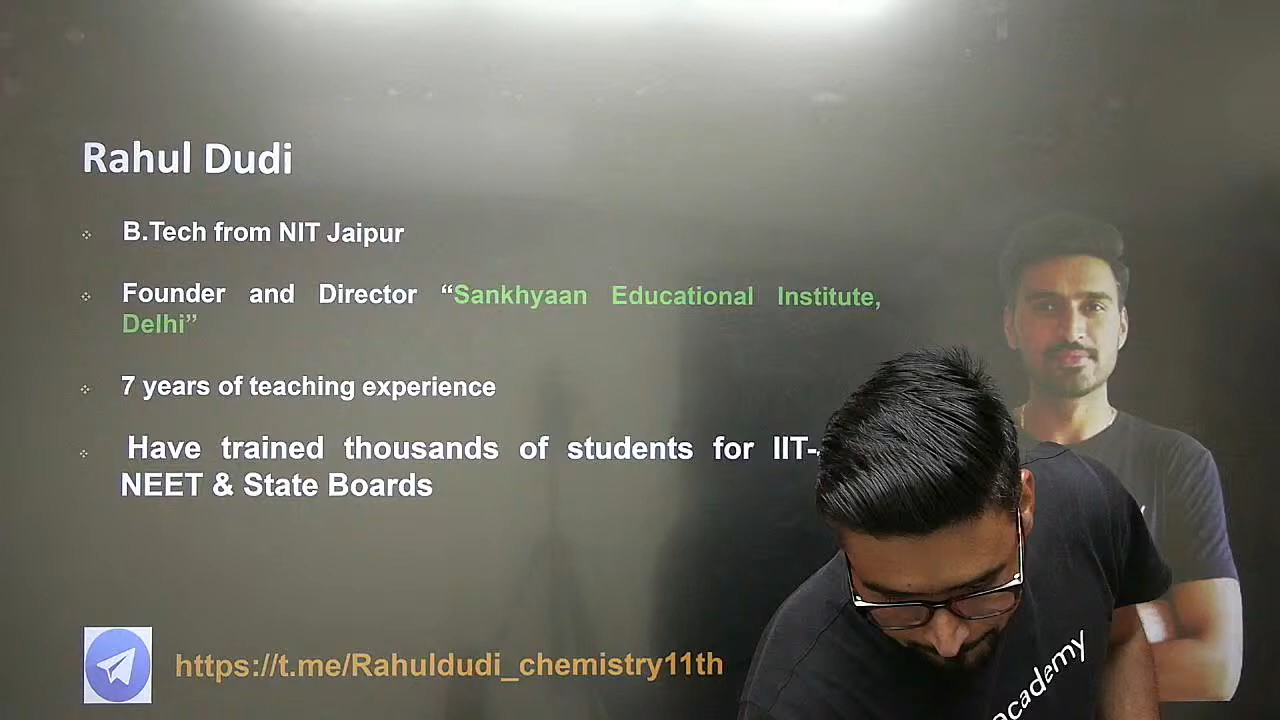 Rahul Dudi
B.Tech from NIT Jaipur
Founder and Director “Sankhyaan Educational Institute,
Delhi”
7 years of teaching experience
Have trained thousands of students for IIT-
NEET & State Boards
https://t.me/Rahuldudi_chemistry11th
academy